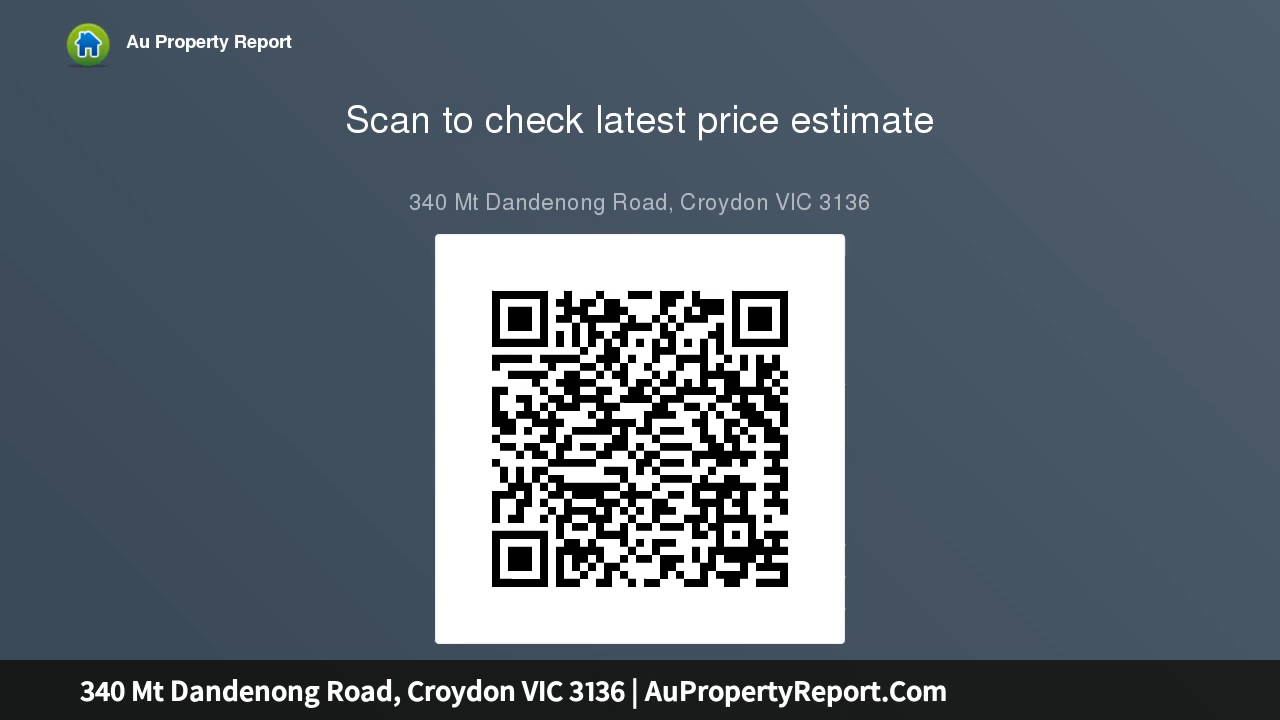 Au Property Report
Scan to check latest price estimate
340 Mt Dandenong Road, Croydon VIC 3136
340 Mt Dandenong Road, Croydon VIC 3136 | AuPropertyReport.Com